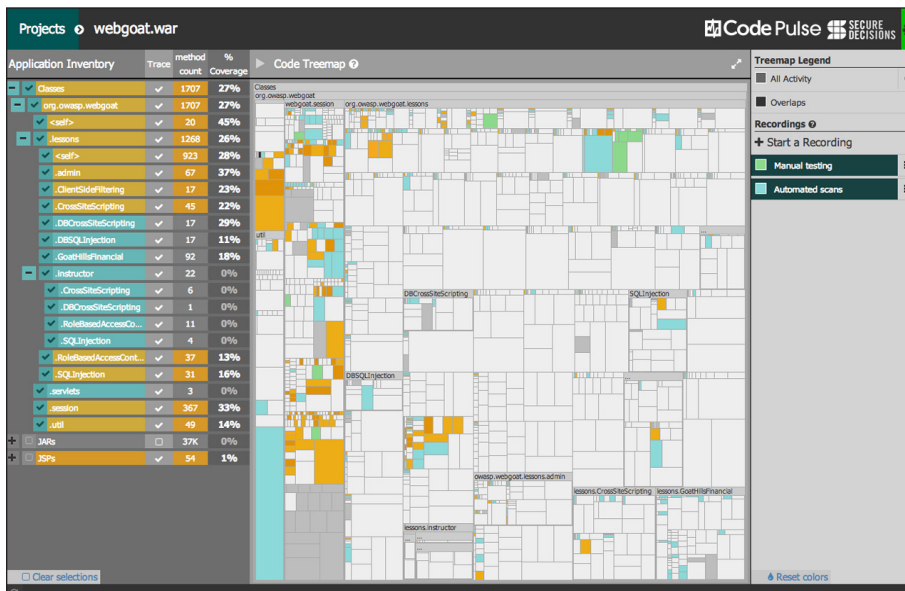 Projects webgoat.war
Code Pulse SECURE DECISIONS
Application Inventory Trace method count % Coverage
Classes 1707 27%
org.owasp.webgoat 1707 27%
<self> 20 45%
.lessons 1268 26%
<self> 923 28%
.admin 67 37%
.ClientSideFiltering 17 23%
.CrossSiteScripting 45 22%
.DBCrossSiteScripting 17 29%
.DBSQLInjection 17 11%
.GoatHillsFinancial 92 18%
.instructor 22 0%
.CrossSiteScripting 6 0%
.DBCrossSiteScripting 1 0%
.RoleBasedAccessCo... 11 0%
.SQLInjection 4 0%
.RoleBasedAccessCont... 37 13%
.SQLInjection 31 16%
.servlets 3 0%
.session 367 33%
.util 49 14%
JARs 37K 0%
JSPs 54 1%
Clear selections
Code Treemap
Classes
org.owasp.webgoat
webgoat.session org.owasp.webgoat.lessons
util
...
DBCrossSiteScripting SQLInjection
DBSQLInjection
owasp.webgoat.lessons.admin
lessons.CrossSiteScripting lessons.GoatHillsFinancial
lessons.instructor
...
...
Treemap Legend
All Activity
Overlaps
Recordings
+ Start a Recording
Manual testing
Automated scans
Reset colors